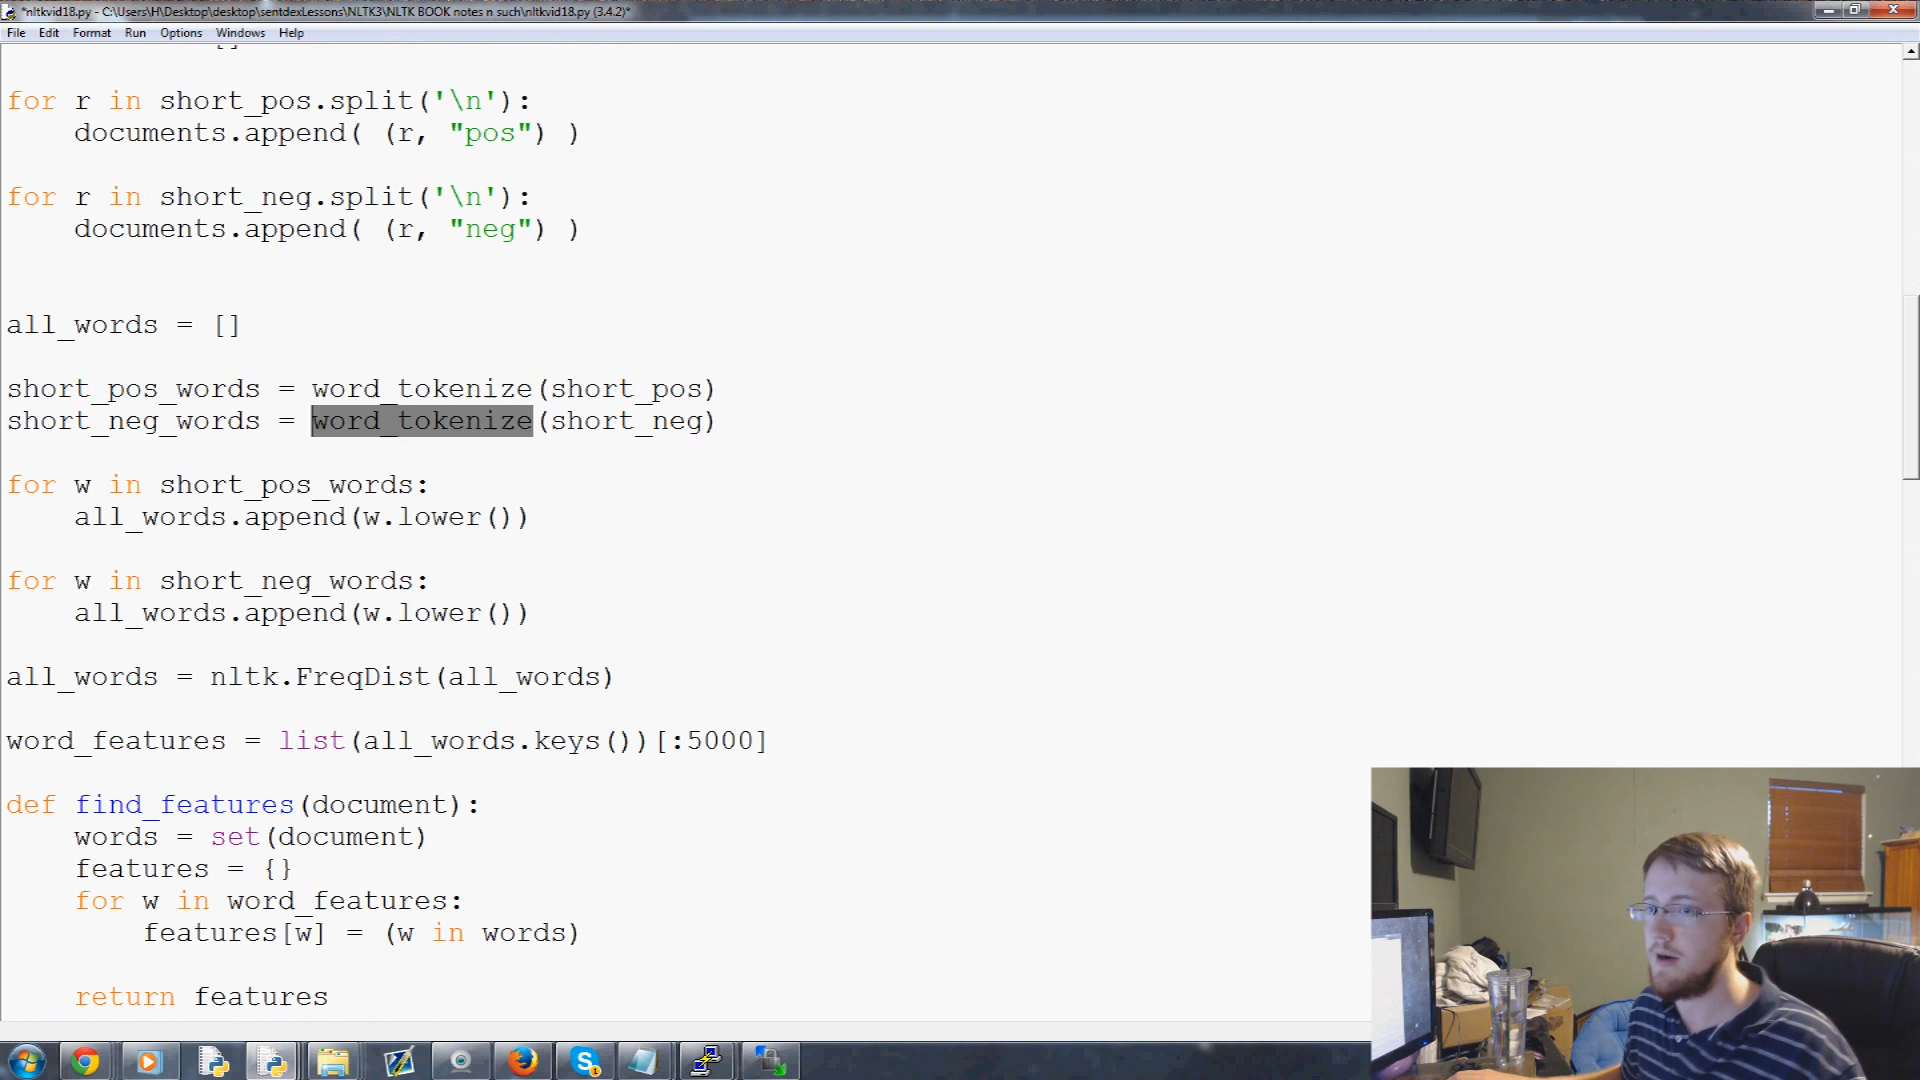 *nltkvid18.py - C:\Users\H\Desktop\desktop\sentdexLessons\NLTK3\NLTK BOOK notes n such\nltkvid18.py (3.4.2)*
File Edit Format Run Options Windows Help
for r in short_pos.split('\n'):
    documents.append( (r, "pos") )
for r in short_neg.split('\n'):
    documents.append( (r, "neg") )
all_words = []
short_pos_words = word_tokenize(short_pos)
short_neg_words = word_tokenize(short_neg)
for w in short_pos_words:
    all_words.append(w.lower())
for w in short_neg_words:
    all_words.append(w.lower())
all_words = nltk.FreqDist(all_words)
word_features = list(all_words.keys())[:5000]
def find_features(document):
    words = set(document)
    features = {}
    for w in word_features:
        features[w] = (w in words)
    return features